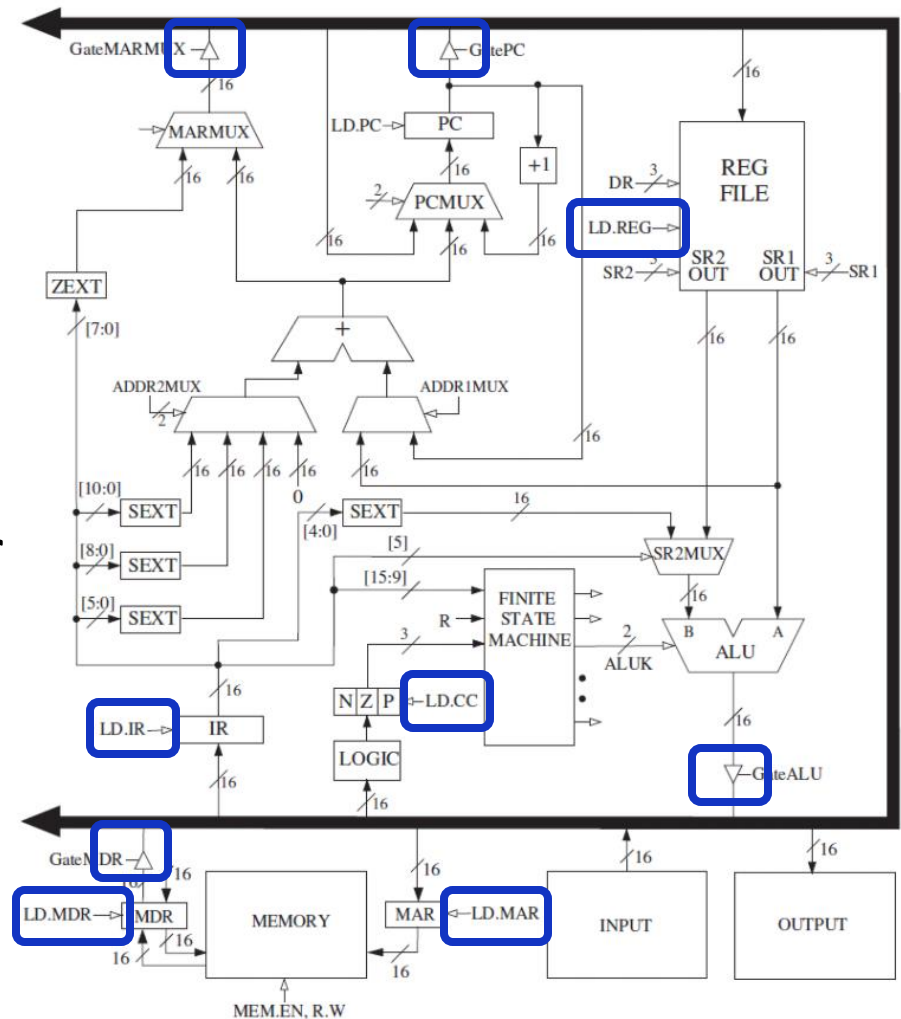 GateMARMUX
GatePC
16
16
MARMUX
LD.PC
PC
16
16
16
+1
REG
FILE
DR
3
2
PCMUX
LD.REG
16
16
16
SR2
3
SR2
OUT
SR1
OUT
3
SR1
ZEXT
[7:0]
+
16
16
ADDR2MUX
2
ADDR1MUX
16
16
16
16
16
16
0
[10:0]
SEXT
[4:0]
SEXT
16
[8:0]
SEXT
[5]
SR2MUX
[15:9]
16
[5:0]
SEXT
FINITE
STATE
MACHINE
R
3
2
ALUK
B
A
ALU
16
N Z P
LD.CC
LD.IR
IR
16
LOGIC
16
16
GateALU
GateMDR
16
16
16
16
16
LD.MDR
MDR
16
16
MEMORY
MAR
LD.MAR
16
INPUT
OUTPUT
MEM.EN, R.W